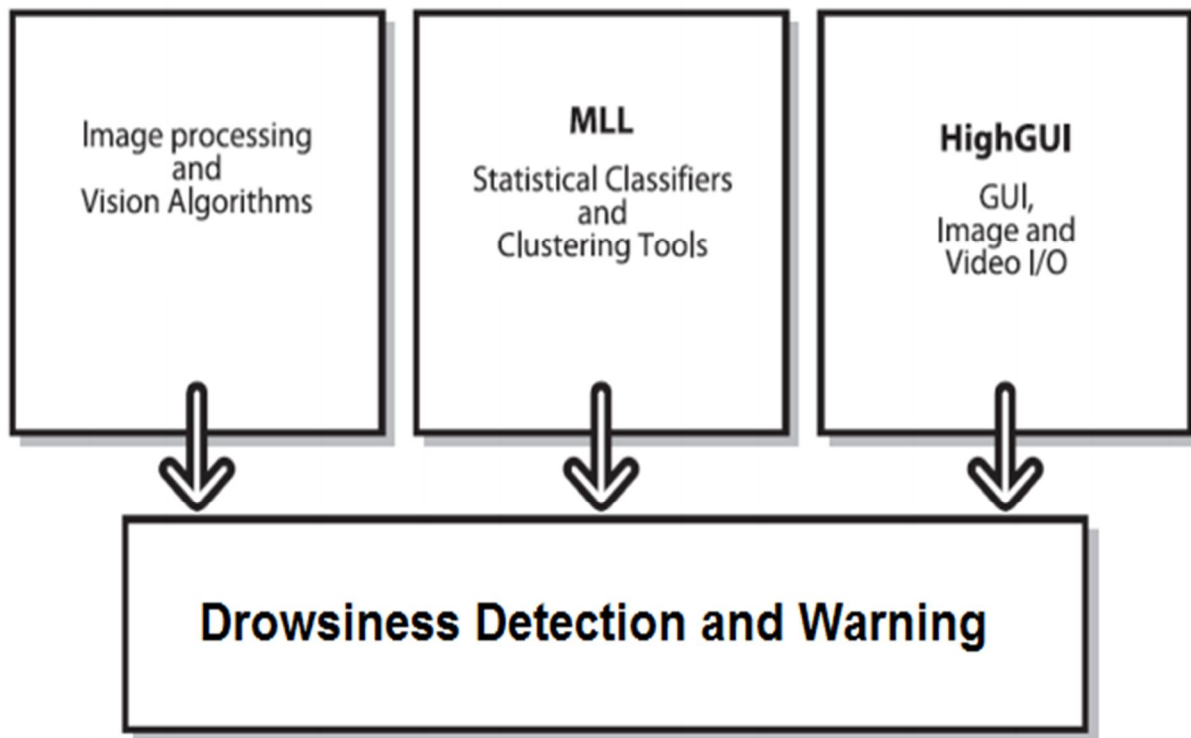 Image processing
and
Vision Algorithms
MLL
Statistical Classifiers
and
Clustering Tools
HighGUI
GUI,
Image and
Video I/O
Drowsiness Detection and Warning